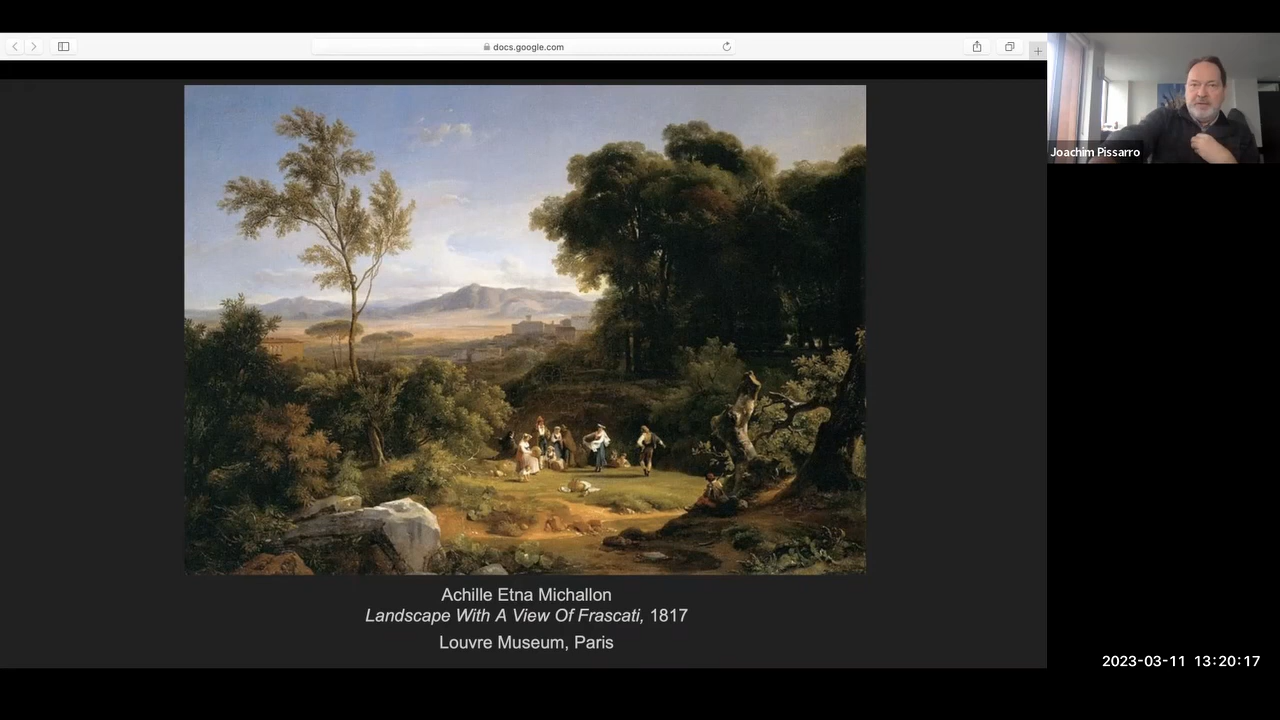 docs.google.com
Joachim Pissarro
Achille Etna Michallon
Landscape With A View Of Frascati, 1817
Louvre Museum, Paris
2023-03-11 13:20:17